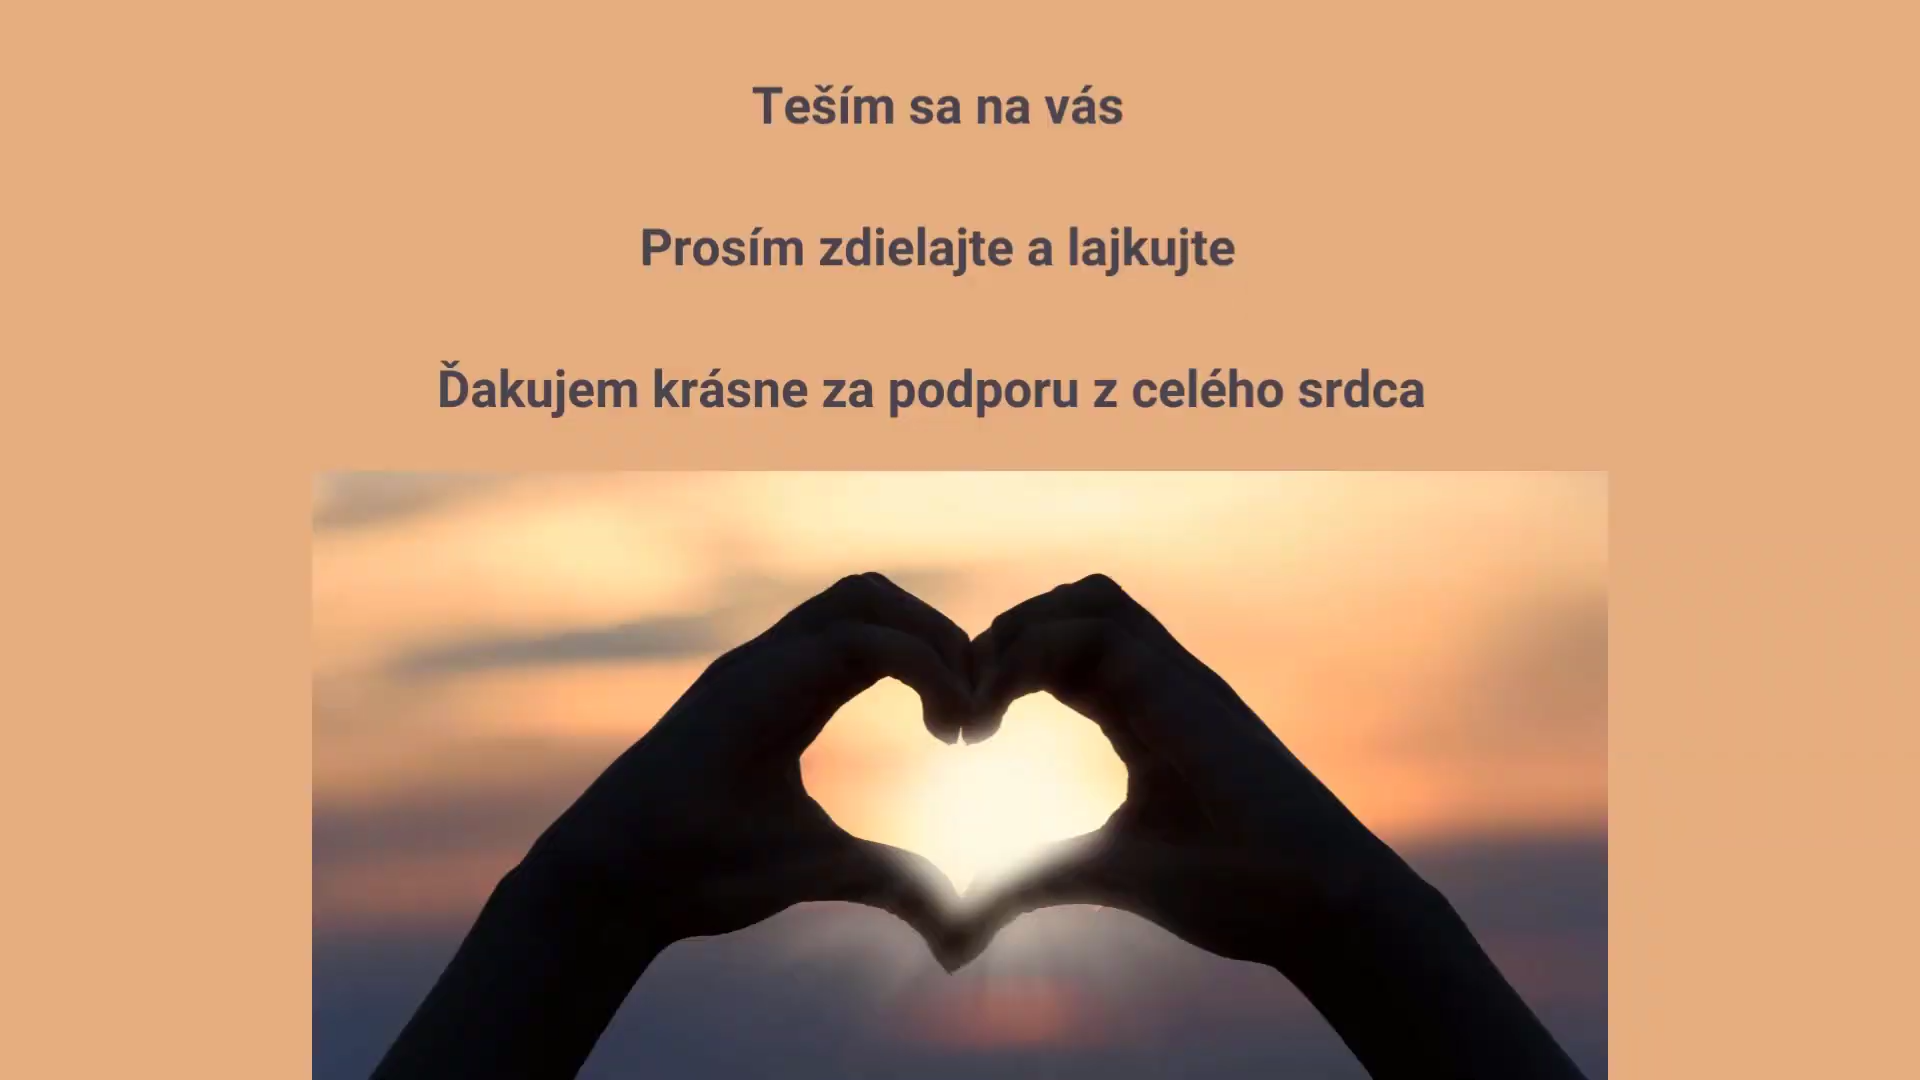 Teším sa na vás
Prosím zdielajte a lajkujte
Ďakujem krásne za podporu z celého srdca